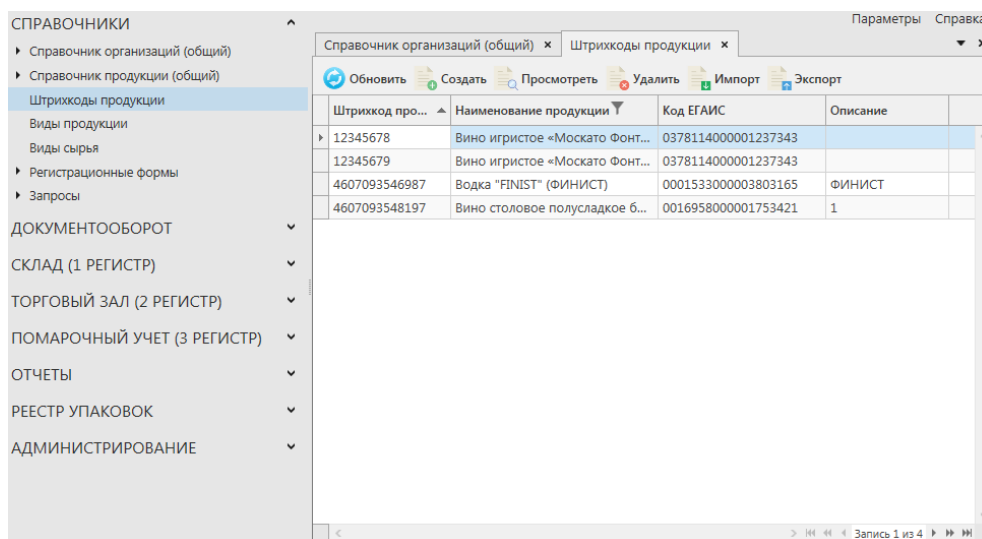 Параметры Справка
СПРАВОЧНИКИ
Справочник организаций (общий)
Справочник продукции (общий)
Штрихкоды продукции
Виды продукции
Виды сырья
Регистрационные формы
Запросы
ДОКУМЕНТООБОРОТ
СКЛАД (1 РЕГИСТР)
ТОРГОВЫЙ ЗАЛ (2 РЕГИСТР)
ПОМАРОЧНЫЙ УЧЕТ (3 РЕГИСТР)
ОТЧЕТЫ
РЕЕСТР УПАКОВОК
АДМИНИСТРИРОВАНИЕ
Справочник организаций (общий) × Штрихкоды продукции ×
Обновить Создать Просмотреть Удалить Импорт Экспорт
Штрихкод про... Наименование продукции Код ЕГАИС Описание
12345678 Вино игристое «Москато Фонт... 0378114000001237343
12345679 Вино игристое «Москато Фонт... 0378114000001237343
4607093546987 Водка "FINIST" (ФИНИСТ) 0001533000003803165 ФИНИСТ
4607093548197 Вино столовое полусладкое б... 0016958000001753421 1
Запись 1 из 4